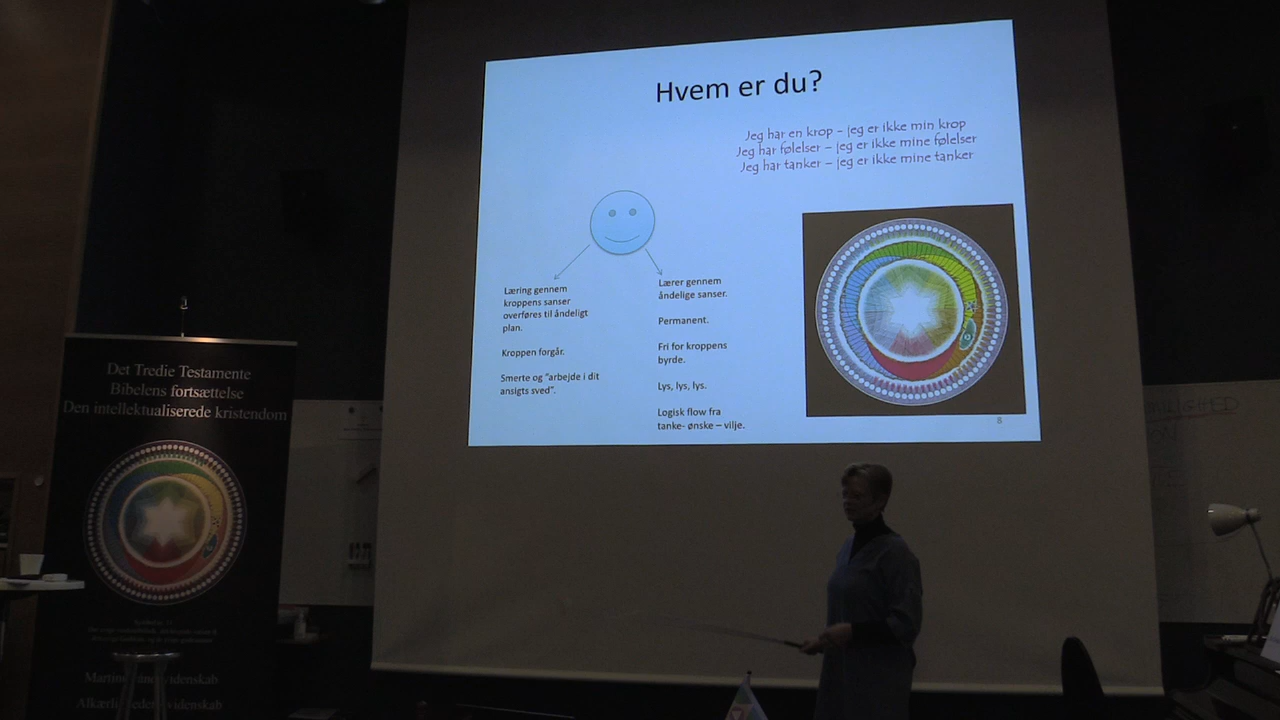 Hvem er du?
Jeg har en krop – jeg er ikke min krop
Jeg har følelser – jeg er ikke mine følelser
Jeg har tanker – jeg er ikke mine tanker
Læring gennem
kroppens sanser
overføres til åndeligt
plan.
Kroppen forgår.
Smerte og "arbejde i dit
ansigts sved".
Lærer gennem
åndelige sanser.
Permanent.
Fri for kroppens
byrde.
Lys, lys, lys.
Logisk flow fra
tanke- ønske – vilje.
8
Det Tredie Testamente
Bibelens fortsættelse
Den intellektualiserede kristendom